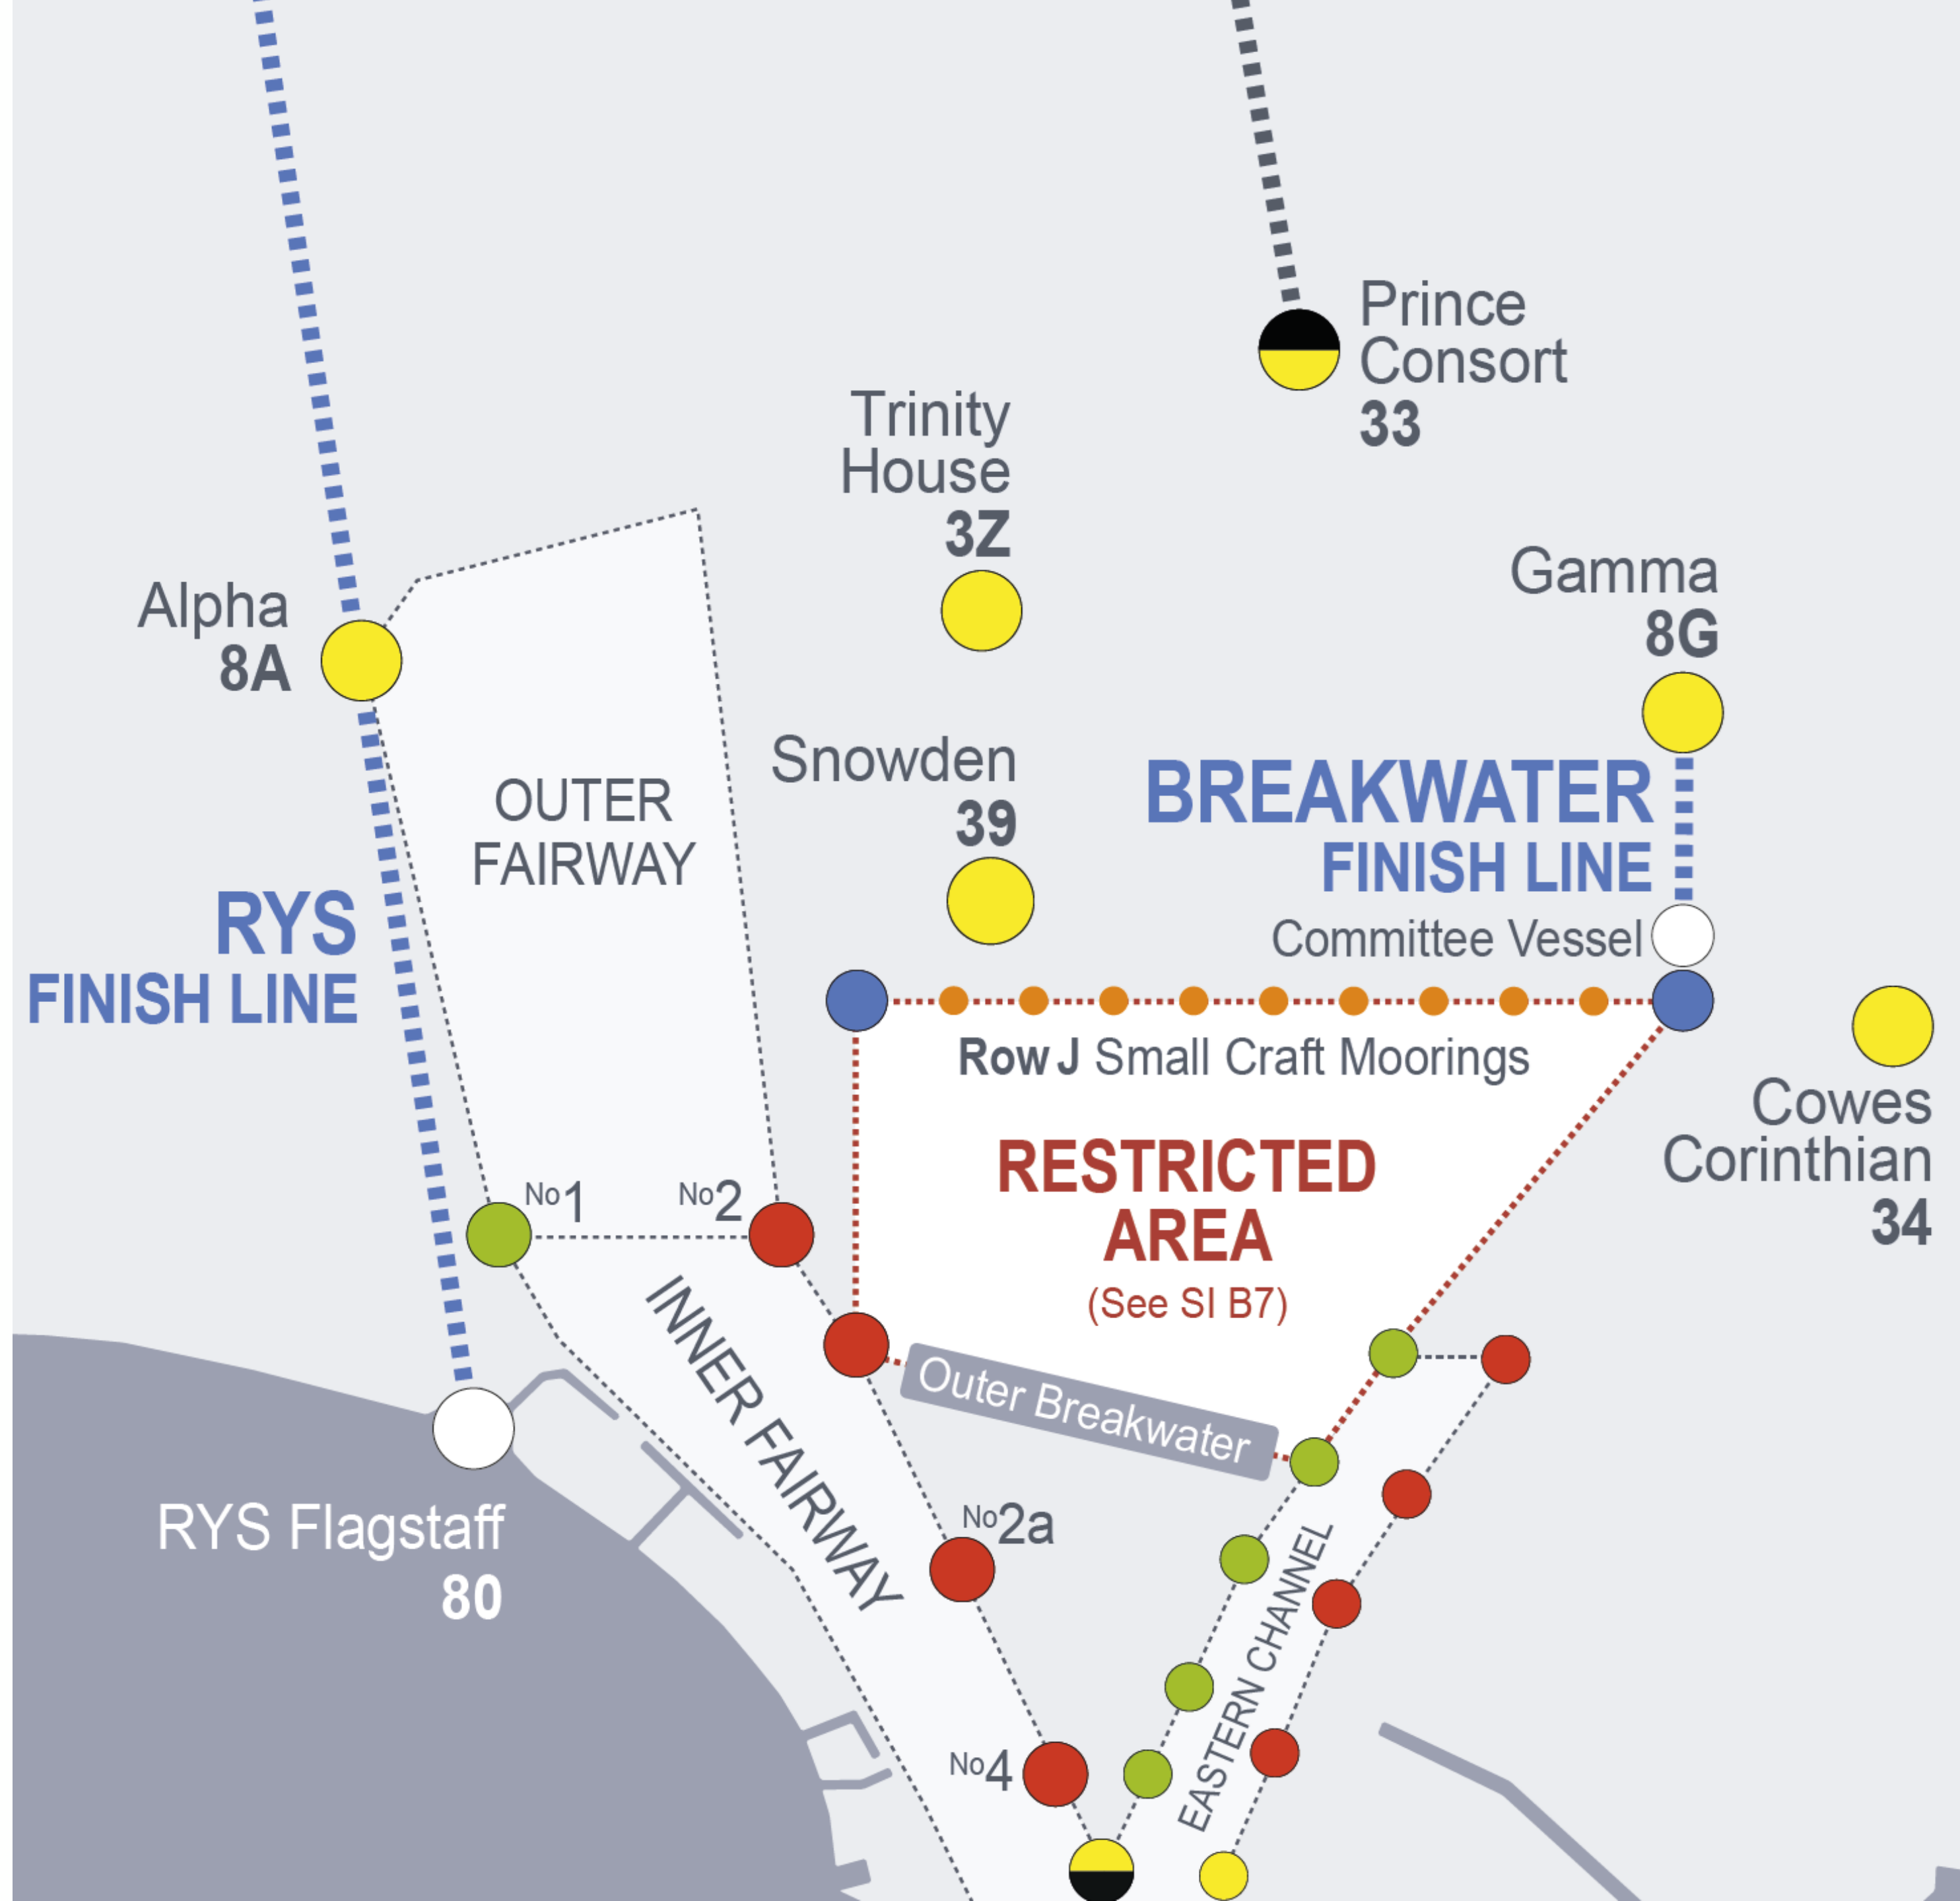 Prince
Consort
33
Trinity
House
3Z
Gamma
8G
Alpha
8A
Snowden
39
BREAKWATER
FINISH LINE
Committee Vessel
OUTER
FAIRWAY
RYS
FINISH LINE
Row J Small Craft Moorings
Cowes
Corinthian
34
RESTRICTED
AREA
(See SI B7)
No1
No2
INNER FAIRWAY
Outer Breakwater
RYS Flagstaff
80
No2a
EASTERN CHANNEL
No4